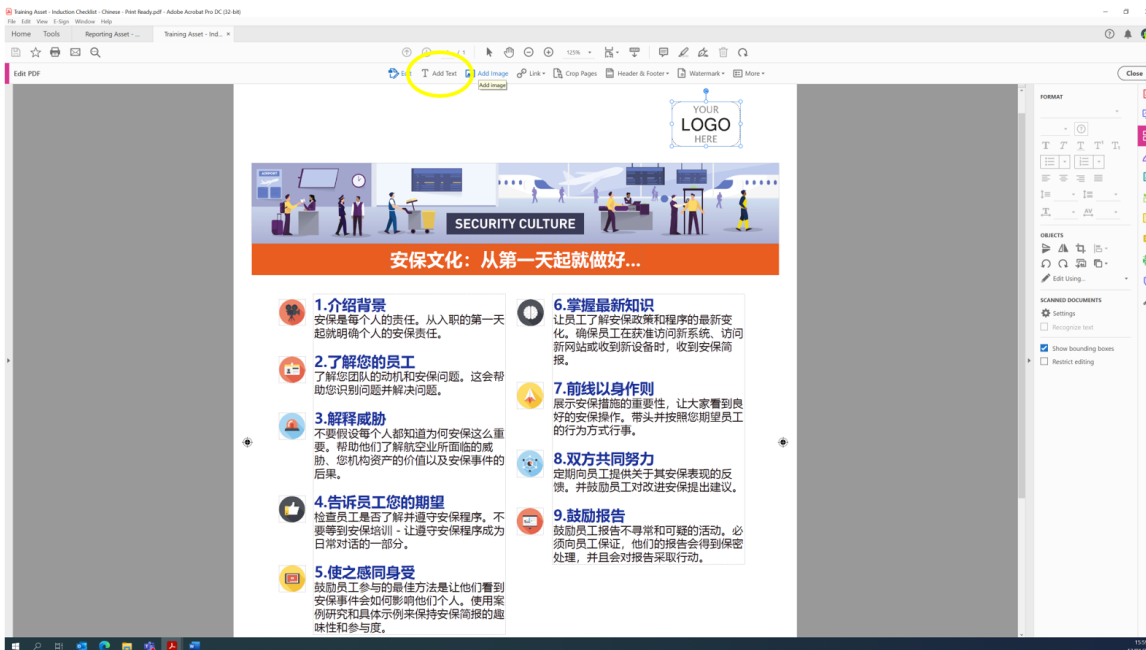 Training Asset - Induction Checklist - Chinese - Print Ready.pdf - Adobe Acrobat Pro DC (32-bit)
File Edit View E-Sign Window Help
Home Tools Reporting Asset -... Training Asset - Ind... ×
/ 1 125%
Edit PDF Add Text Add Image Link Crop Pages Header & Footer Watermark More Close
Add Image
YOUR
LOGO
HERE
AIRPORT
SECURITY CULTURE
安保文化：从第一天起就做好...
1.介绍背景
安保是每个人的责任。从入职的第一天
起就明确个人的安保责任。
2.了解您的员工
了解您团队的动机和安保问题。这会帮
助您识别问题并解决问题。
3.解释威胁
不要假设每个人都知道为何安保这么重
要。帮助他们了解航空业所面临的威
胁、您机构资产的价值以及安保事件的
后果。
4.告诉员工您的期望
检查员工是否了解并遵守安保程序。不
要等到安保培训 - 让遵守安保程序成为
日常对话的一部分。
5.使之感同身受
鼓励员工参与的最佳方法是让他们看到
安保事件会如何影响他们个人。使用案
例研究和具体示例来保持安保简报的趣
味性和参与度。
6.掌握最新知识
让员工了解安保政策和程序的最新变
化。确保员工在获准访问新系统、访问
新网站或收到新设备时，收到安保简
报。
7.前线以身作则
展示安保措施的重要性，让大家看到良
好的安保操作。带头并按照您期望员工
的行为方式行事。
8.双方共同努力
定期向员工提供关于其安保表现的反
馈。并鼓励员工对改进安保提出建议。
9.鼓励报告
鼓励员工报告不寻常和可疑的活动。必
须向员工保证，他们的报告会得到保密
处理，并且会对报告采取行动。
FORMAT
OBJECTS
Edit Using...
SCANNED DOCUMENTS
Settings
Recognize text
Show bounding boxes
Restrict editing